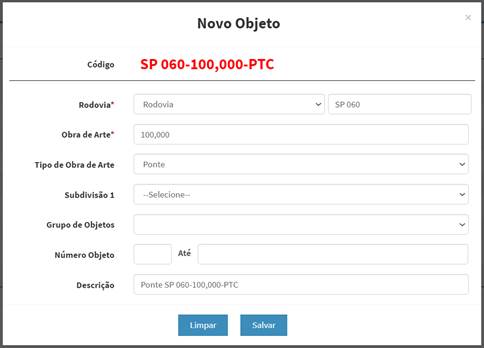 Novo Objeto ×
Código SP 060-100,000-PTC
Rodovia* Rodovia SP 060
Obra de Arte* 100,000
Tipo de Obra de Arte Ponte
Subdivisão 1 --Selecione--
Grupo de Objetos
Número Objeto Até
Descrição Ponte SP 060-100,000-PTC
Limpar Salvar